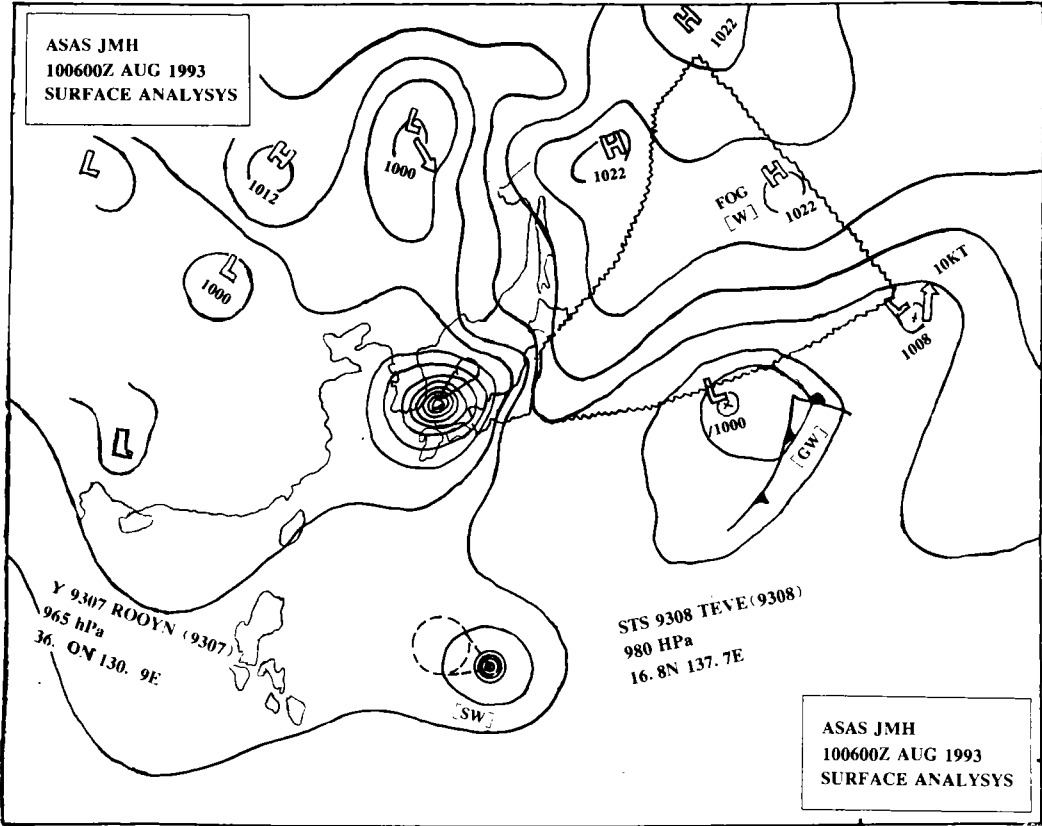 ASAS JMH
100600Z AUG 1993
SURFACE ANALYSYS
H
1022
L
1000
H
1012
H
1022
L
FOG
[W]
H
1022
L
1000
10KT
L
1008
L
1000
[GW]
L
Y 9307 ROOYN (9307)
965 hPa
36. ON 130. 9E
STS 9308 TEVE(9308)
980 HPa
16. 8N 137. 7E
[SW]
ASAS JMH
100600Z AUG 1993
SURFACE ANALYSYS